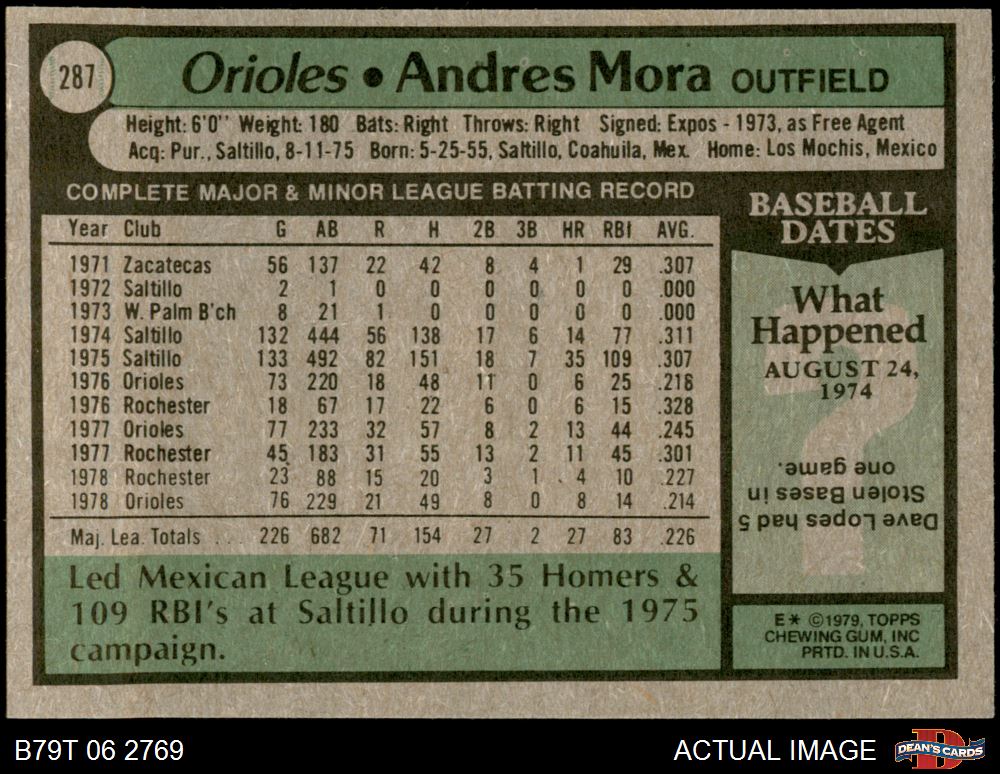 287
Orioles • Andres Mora OUTFIELD
Height: 6'0" Weight: 180 Bats: Right Throws: Right Signed: Expos - 1973, as Free Agent
Acq: Pur., Saltillo, 8-11-75 Born: 5-25-55, Saltillo, Coahuila, Mex. Home: Los Mochis, Mexico
COMPLETE MAJOR & MINOR LEAGUE BATTING RECORD
Year Club G AB R H 2B 3B HR RBI AVG.
1971 Zacatecas 56 137 22 42 8 4 1 29 .307
1972 Saltillo 2 1 0 0 0 0 0 0 .000
1973 W. Palm B'ch 8 21 1 0 0 0 0 0 .000
1974 Saltillo 132 444 56 138 17 6 14 77 .311
1975 Saltillo 133 492 82 151 18 7 35 109 .307
1976 Orioles 73 220 18 48 11 0 6 25 .218
1976 Rochester 18 67 17 22 6 0 6 15 .328
1977 Orioles 77 233 32 57 8 2 13 44 .245
1977 Rochester 45 183 31 55 13 2 11 45 .301
1978 Rochester 23 88 15 20 3 1 4 10 .227
1978 Orioles 76 229 21 49 8 0 8 14 .214
Maj. Lea. Totals . . . 226 682 71 154 27 2 27 83 .226
Led Mexican League with 35 Homers &
109 RBI's at Saltillo during the 1975
campaign.
BASEBALL
DATES
What
Happened
AUGUST 24,
1974
Dave Lopes had 5
Stolen Bases in
one game.
E* ©1979, TOPPS
CHEWING GUM, INC
PRTD. IN U.S.A.
B79T 06 2769
ACTUAL IMAGE
DEAN'S CARDS